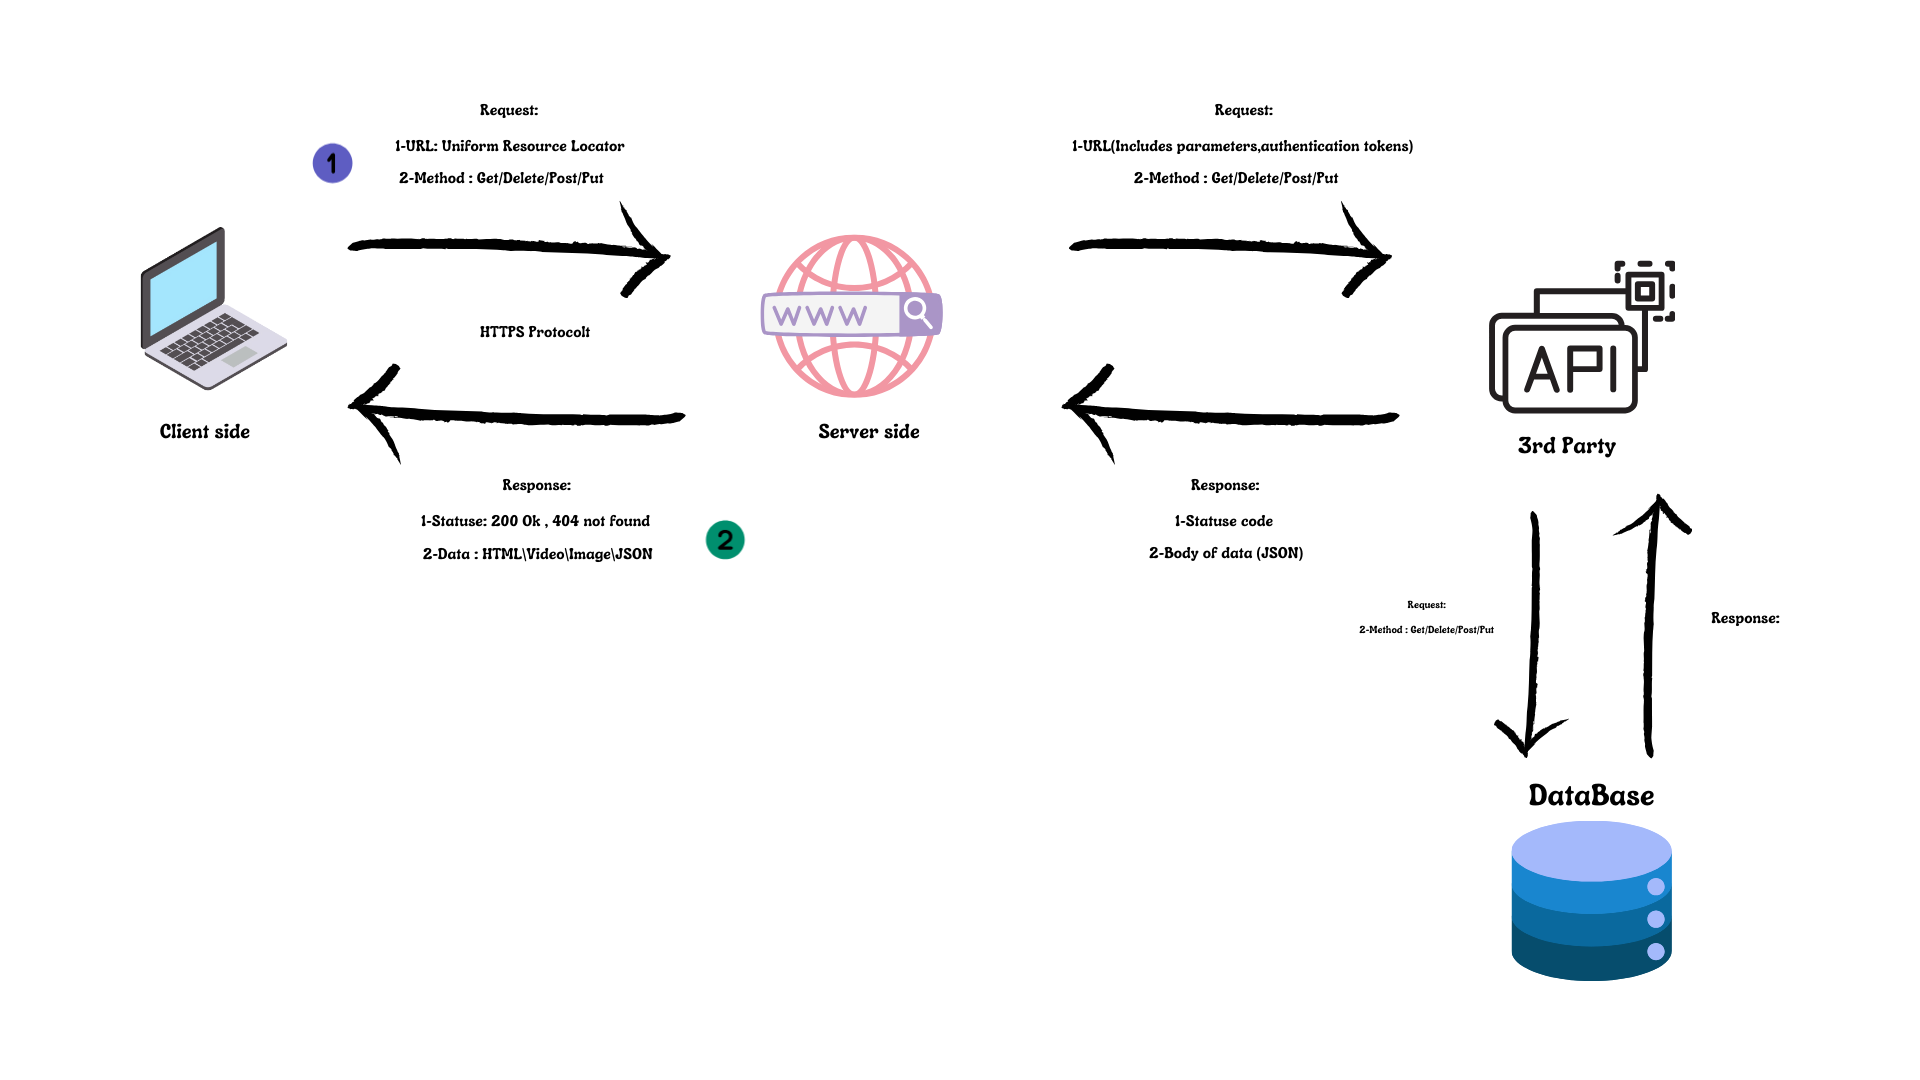 Request:
1-URL: Uniform Resource Locator
2-Method : Get/Delete/Post/Put
1
HTTPS Protocolt
Client side
Response:
1-Statuse: 200 Ok , 404 not found
2-Data : HTML\Video\Image\JSON
2
WWW
Server side
Request:
1-URL(Includes parameters,authentication tokens)
2-Method : Get/Delete/Post/Put
Response:
1-Statuse code
2-Body of data (JSON)
API
3rd Party
Request:
2-Method : Get/Delete/Post/Put
Response:
DataBase